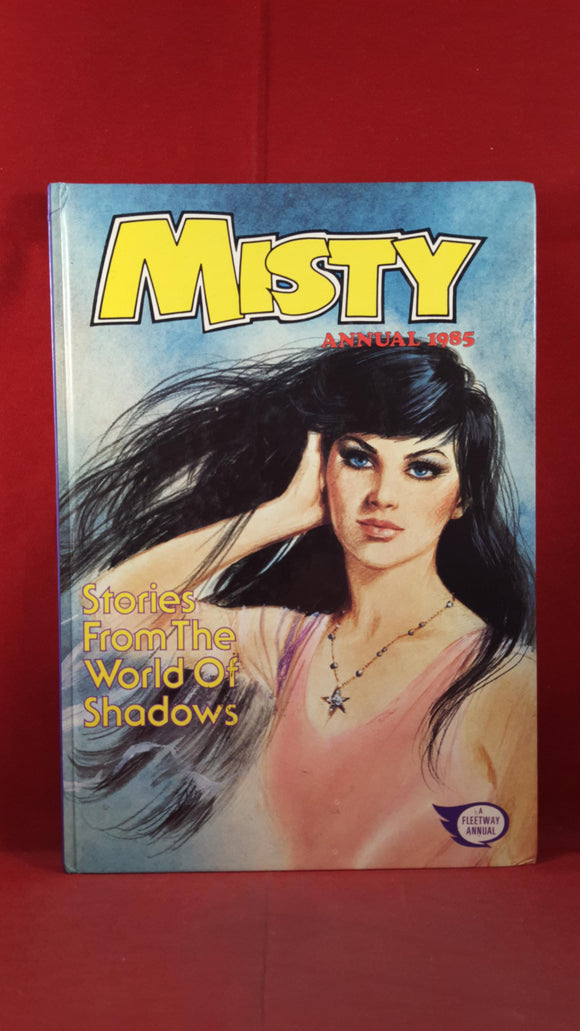 MISTY
ANNUAL 1985
Stories
From The
World Of
Shadows
A
FLEETWAY
ANNUAL